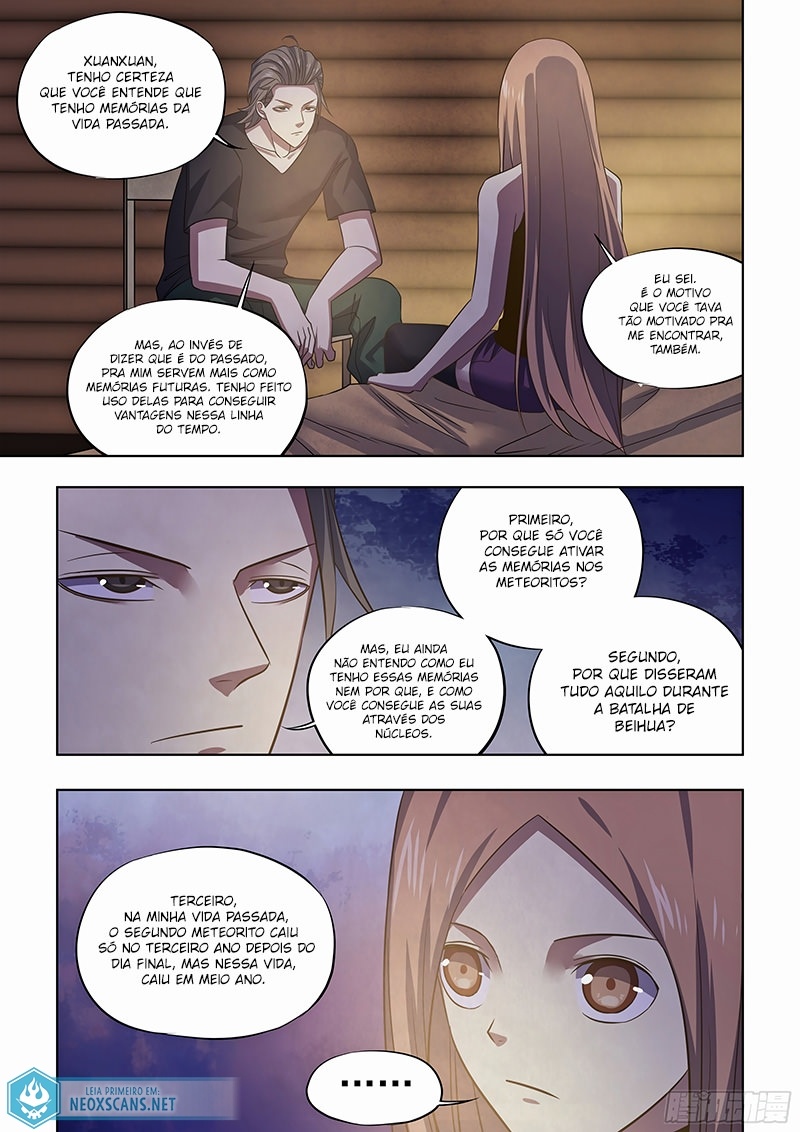 XUANXUAN,
TENHO CERTEZA
QUE VOCÊ ENTENDE QUE
TENHO MEMÓRIAS DA
VIDA PASSADA.
EU SEI.
É O MOTIVO
QUE VOCÊ TAVA
TÃO MOTIVADO PRA
ME ENCONTRAR,
TAMBÉM.
MAS, AO INVÉS DE
DIZER QUE É DO PASSADO,
PRA MIM SERVEM MAIS COMO
MEMÓRIAS FUTURAS. TENHO FEITO
USO DELAS PARA CONSEGUIR
VANTAGENS NESSA LINHA
DO TEMPO.
PRIMEIRO,
POR QUE SÓ VOCÊ
CONSEGUE ATIVAR
AS MEMÓRIAS NOS
METEORITOS?
MAS, EU AINDA
NÃO ENTENDO COMO EU
TENHO ESSAS MEMÓRIAS
NEM POR QUE, E COMO
VOCÊ CONSEGUE AS SUAS
ATRAVÉS DOS
NÚCLEOS.
SEGUNDO,
POR QUE DISSERAM
TUDO AQUILO DURANTE
A BATALHA DE
BEIHUA?
TERCEIRO,
NA MINHA VIDA PASSADA,
O SEGUNDO METEORITO CAIU
SÓ NO TERCEIRO ANO DEPOIS DO
DIA FINAL, MAS NESSA VIDA,
CAIU EM MEIO ANO.
......
LEIA PRIMEIRO EM:
NEOXSCANS.NET
腾讯动漫